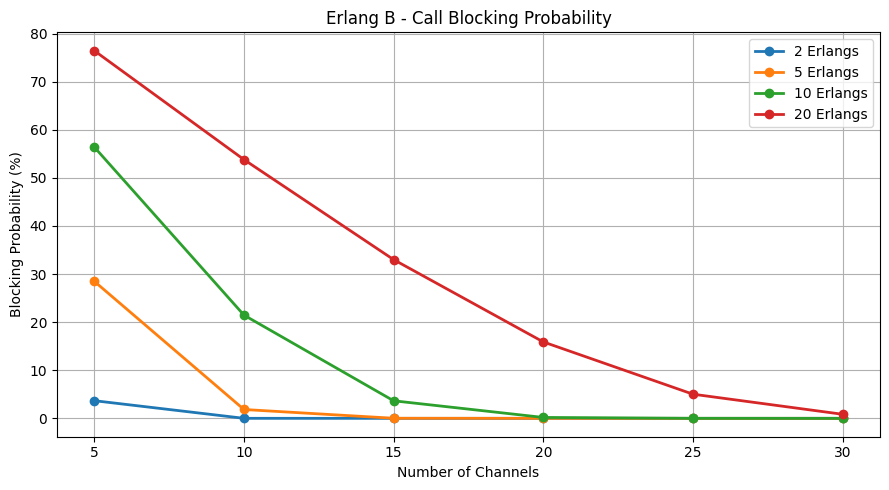 Erlang B - Call Blocking Probability
2 Erlangs
5 Erlangs
10 Erlangs
20 Erlangs
Blocking Probability (%)
80
70
60
50
40
30
20
10
0
5 10 15 20 25 30
Number of Channels